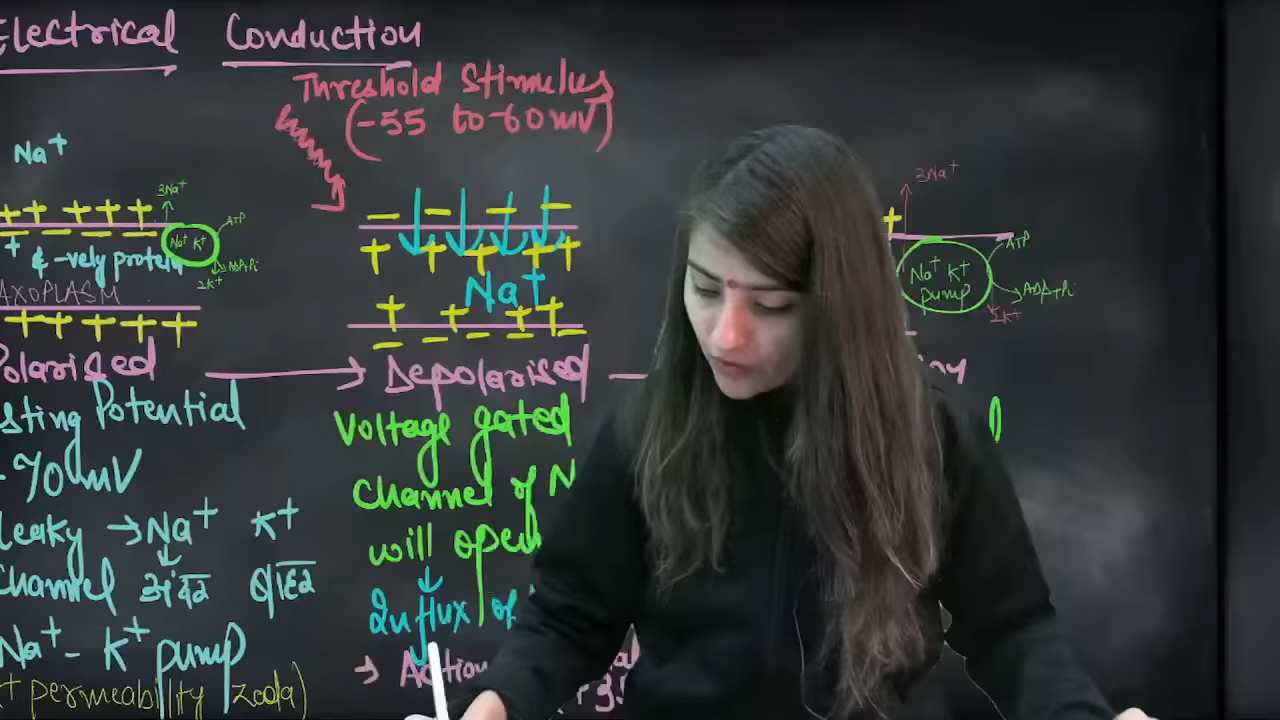 Electrical Conduction
Threshold Stimulus
(-55 to -60 mV)
Na+
3Na+
Na+ K+
ATP
ADP+Pi
2K+
+ & -vely protein
AXOPLASM
Polarised
Na+
Depolarised
3Na+
Na+ K+
pump
ATP
ADP+Pi
2K+
sting Potential
-70 mV
leaky → Na+ K+
Channel अंदर बाहर
Na+ - K+ pump
+ permeability zada)
Voltage gated
Channel of N
will open
Influx of
→ Action